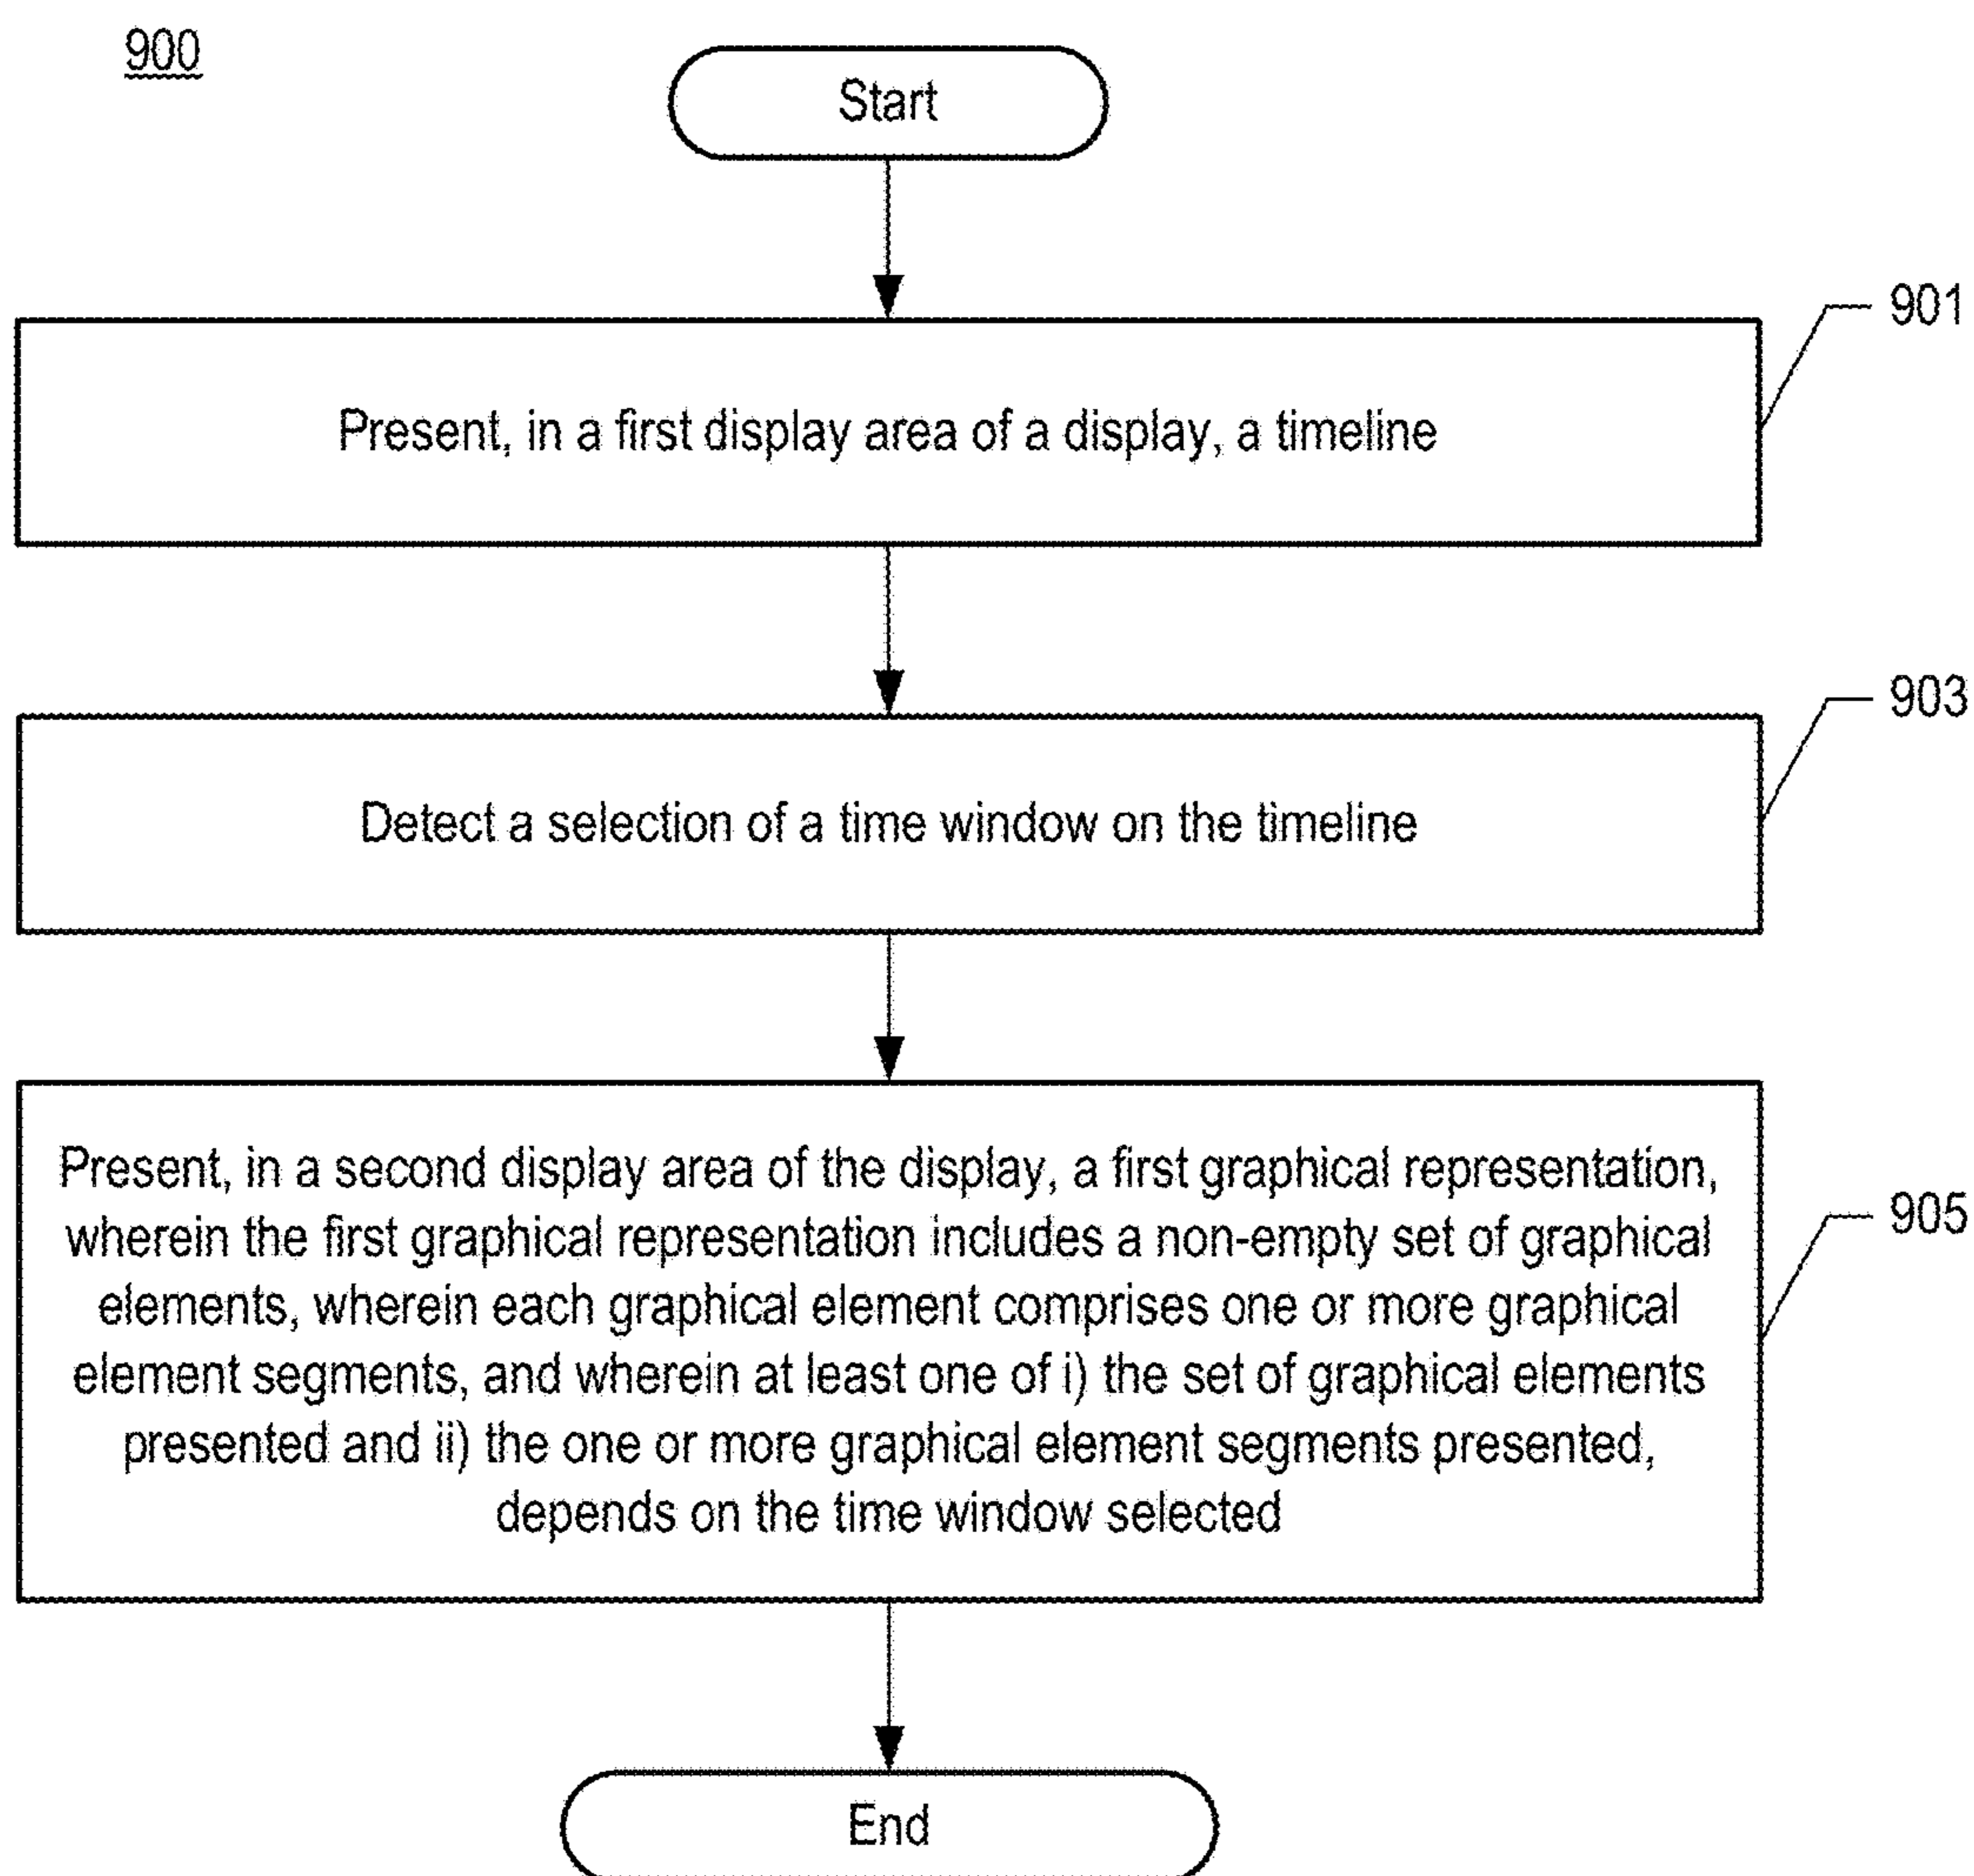 900
Start
901
Present, in a first display area of a display, a timeline
903
Detect a selection of a time window on the timeline
Present, in a second display area of the display, a first graphical representation,
wherein the first graphical representation includes a non-empty set of graphical
905
elements, wherein each graphical element comprises one or more graphical
element segments, and wherein at least one of i) the set of graphical elements
presented and ii) the one or more graphical element segments presented,
depends on the time window selected
End